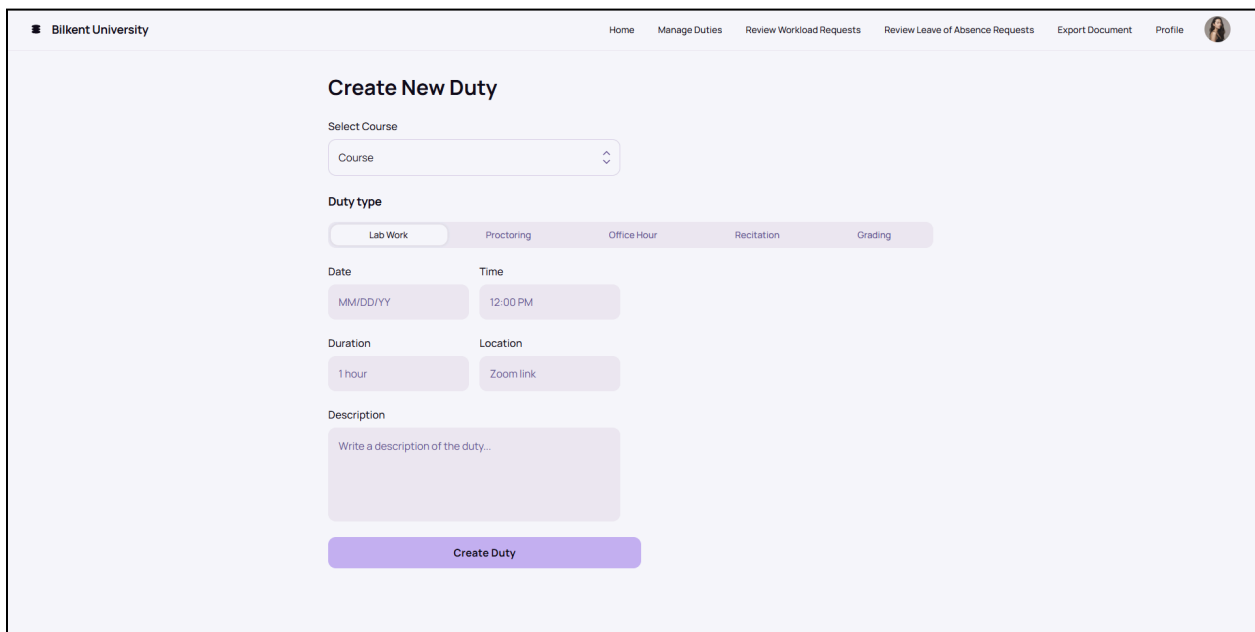 Bilkent University Home Manage Duties Review Workload Requests Review Leave of Absence Requests Export Document Profile
Create New Duty
Select Course
Course
Duty type
Lab Work Proctoring Office Hour Recitation Grading
Date Time
MM/DD/YY 12:00 PM
Duration Location
1 hour Zoom link
Description
Write a description of the duty...
Create Duty